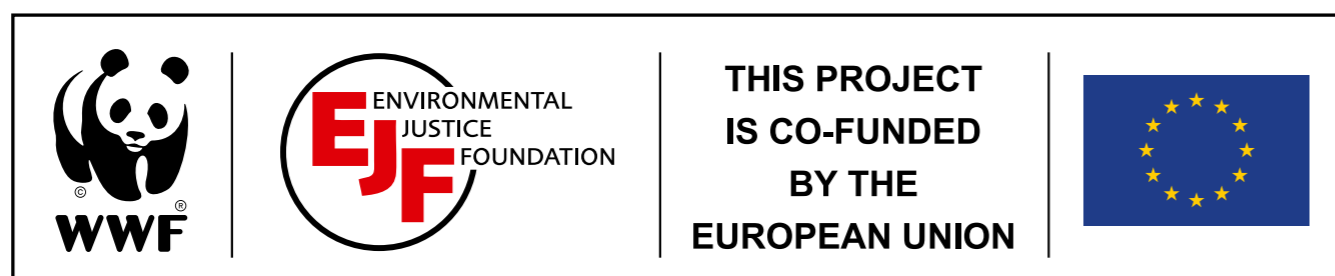 ©
®
WWF
EJF
ENVIRONMENTAL
JUSTICE
FOUNDATION
THIS PROJECT
IS CO-FUNDED
BY THE
EUROPEAN UNION